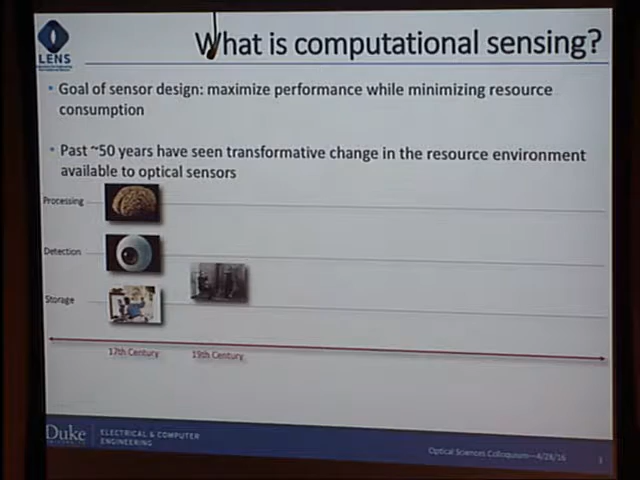 What is computational sensing?
LENS
• Goal of sensor design: maximize performance while minimizing resource
consumption
• Past ~50 years have seen transformative change in the resource environment
available to optical sensors
Processing
Detection
Storage
17th Century
19th Century
Duke
ELECTRICAL & COMPUTER
ENGINEERING
Optical Sciences Colloquium—4/28/16
3